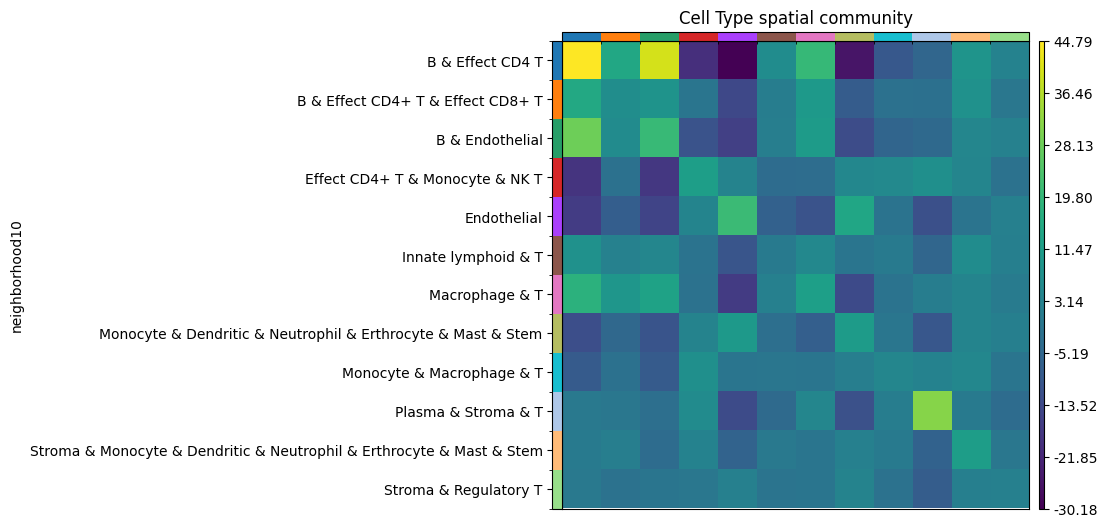 Cell Type spatial community
B & Effect CD4 T
B & Effect CD4+ T & Effect CD8+ T
B & Endothelial
Effect CD4+ T & Monocyte & NK T
Endothelial
Innate lymphoid & T
Macrophage & T
Monocyte & Dendritic & Neutrophil & Erthrocyte & Mast & Stem
Monocyte & Macrophage & T
Plasma & Stroma & T
Stroma & Monocyte & Dendritic & Neutrophil & Erthrocyte & Mast & Stem
Stroma & Regulatory T
neighborhood10
44.79
36.46
28.13
19.80
11.47
3.14
-5.19
-13.52
-21.85
-30.18